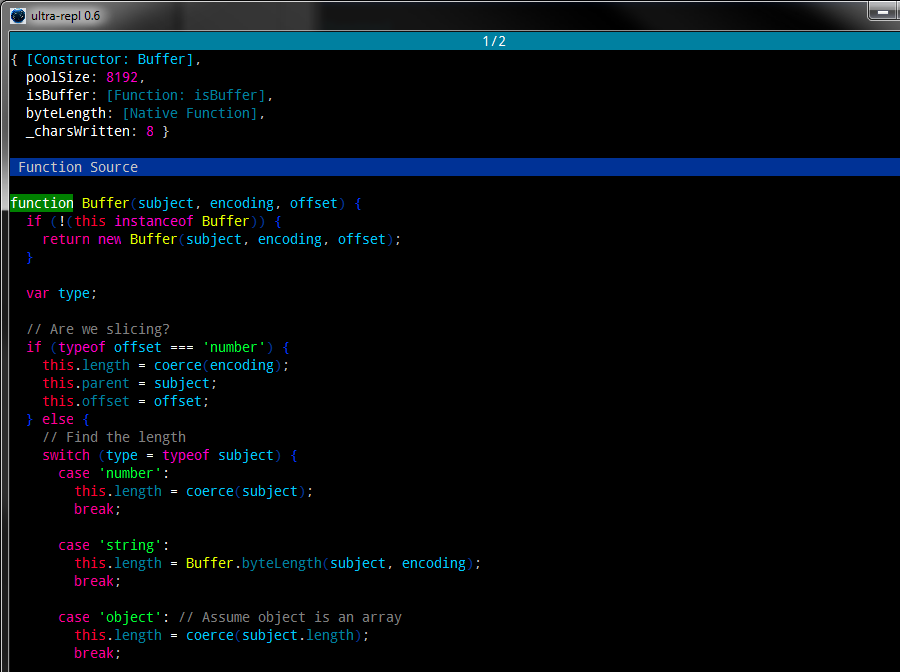 ultra-repl 0.6
1/2
{ [Constructor: Buffer],
  poolSize: 8192,
  isBuffer: [Function: isBuffer],
  byteLength: [Native Function],
  _charsWritten: 8 }
Function Source
function Buffer(subject, encoding, offset) {
  if (!(this instanceof Buffer)) {
    return new Buffer(subject, encoding, offset);
  }
  var type;
  // Are we slicing?
  if (typeof offset === 'number') {
    this.length = coerce(encoding);
    this.parent = subject;
    this.offset = offset;
  } else {
    // Find the length
    switch (type = typeof subject) {
      case 'number':
        this.length = coerce(subject);
        break;
      case 'string':
        this.length = Buffer.byteLength(subject, encoding);
        break;
      case 'object': // Assume object is an array
        this.length = coerce(subject.length);
        break;